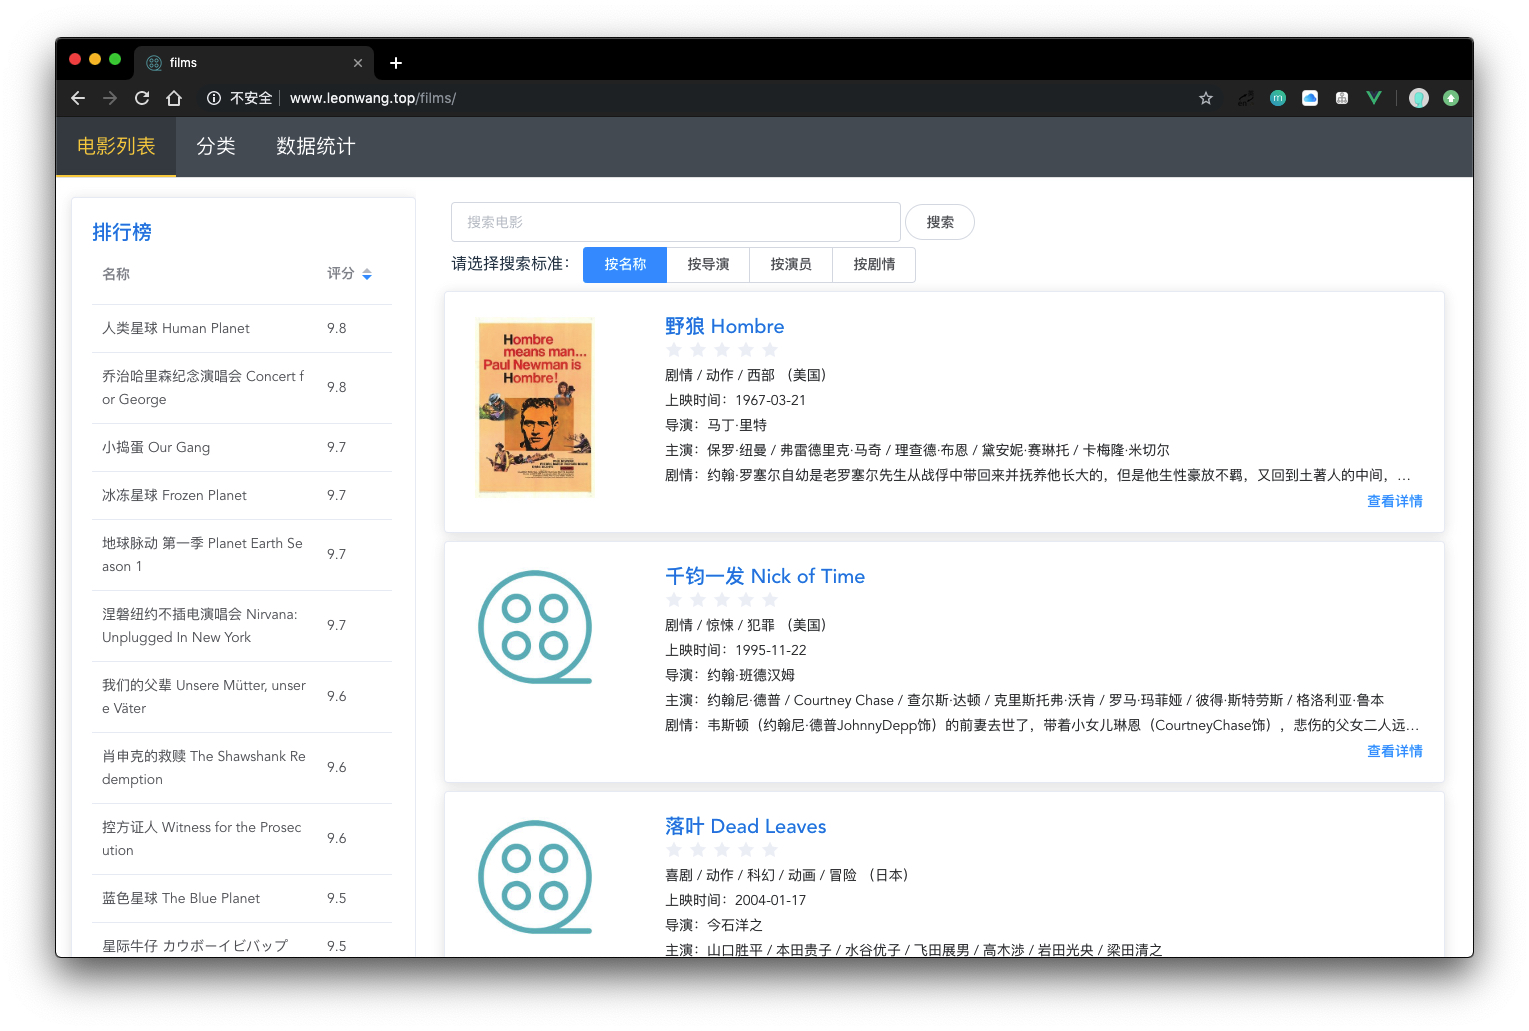 films
不安全 www.leonwang.top/films/
电影列表 分类 数据统计
排行榜
名称 评分
人类星球 Human Planet 9.8
乔治哈里森纪念演唱会 Concert f
or George
9.8
小捣蛋 Our Gang 9.7
冰冻星球 Frozen Planet 9.7
地球脉动 第一季 Planet Earth Se
ason 1
9.7
涅磐纽约不插电演唱会 Nirvana:
Unplugged In New York
9.7
我们的父辈 Unsere Mütter, unser
e Väter
9.6
肖申克的救赎 The Shawshank Re
demption
9.6
控方证人 Witness for the Prosec
ution
9.6
蓝色星球 The Blue Planet 9.5
星际牛仔 カウボーイビバップ 9.5
搜索电影 搜索
请选择搜索标准： 按名称 按导演 按演员 按剧情
Hombre
means man...
Paul Newman is
Hombre!
野狼 Hombre
剧情 / 动作 / 西部 （美国）
上映时间：1967-03-21
导演：马丁·里特
主演：保罗·纽曼 / 弗雷德里克·马奇 / 理查德·布恩 / 黛安妮·赛琳托 / 卡梅隆·米切尔
剧情：约翰·罗塞尔自幼是老罗塞尔先生从战俘中带回来并抚养他长大的，但是他生性豪放不羁，又回到土著人的中间，...
查看详情
千钧一发 Nick of Time
剧情 / 惊悚 / 犯罪 （美国）
上映时间：1995-11-22
导演：约翰·班德汉姆
主演：约翰尼·德普 / Courtney Chase / 查尔斯·达顿 / 克里斯托弗·沃肯 / 罗马·玛菲娅 / 彼得·斯特劳斯 / 格洛利亚·鲁本
剧情：韦斯顿（约翰尼·德普JohnnyDepp饰）的前妻去世了，带着小女儿琳恩（CourtneyChase饰），悲伤的父女二人远...
查看详情
落叶 Dead Leaves
喜剧 / 动作 / 科幻 / 动画 / 冒险 （日本）
上映时间：2004-01-17
导演：今石洋之
主演：山口胜平 / 本田贵子 / 水谷优子 / 飞田展男 / 高木渉 / 岩田光央 / 梁田清之